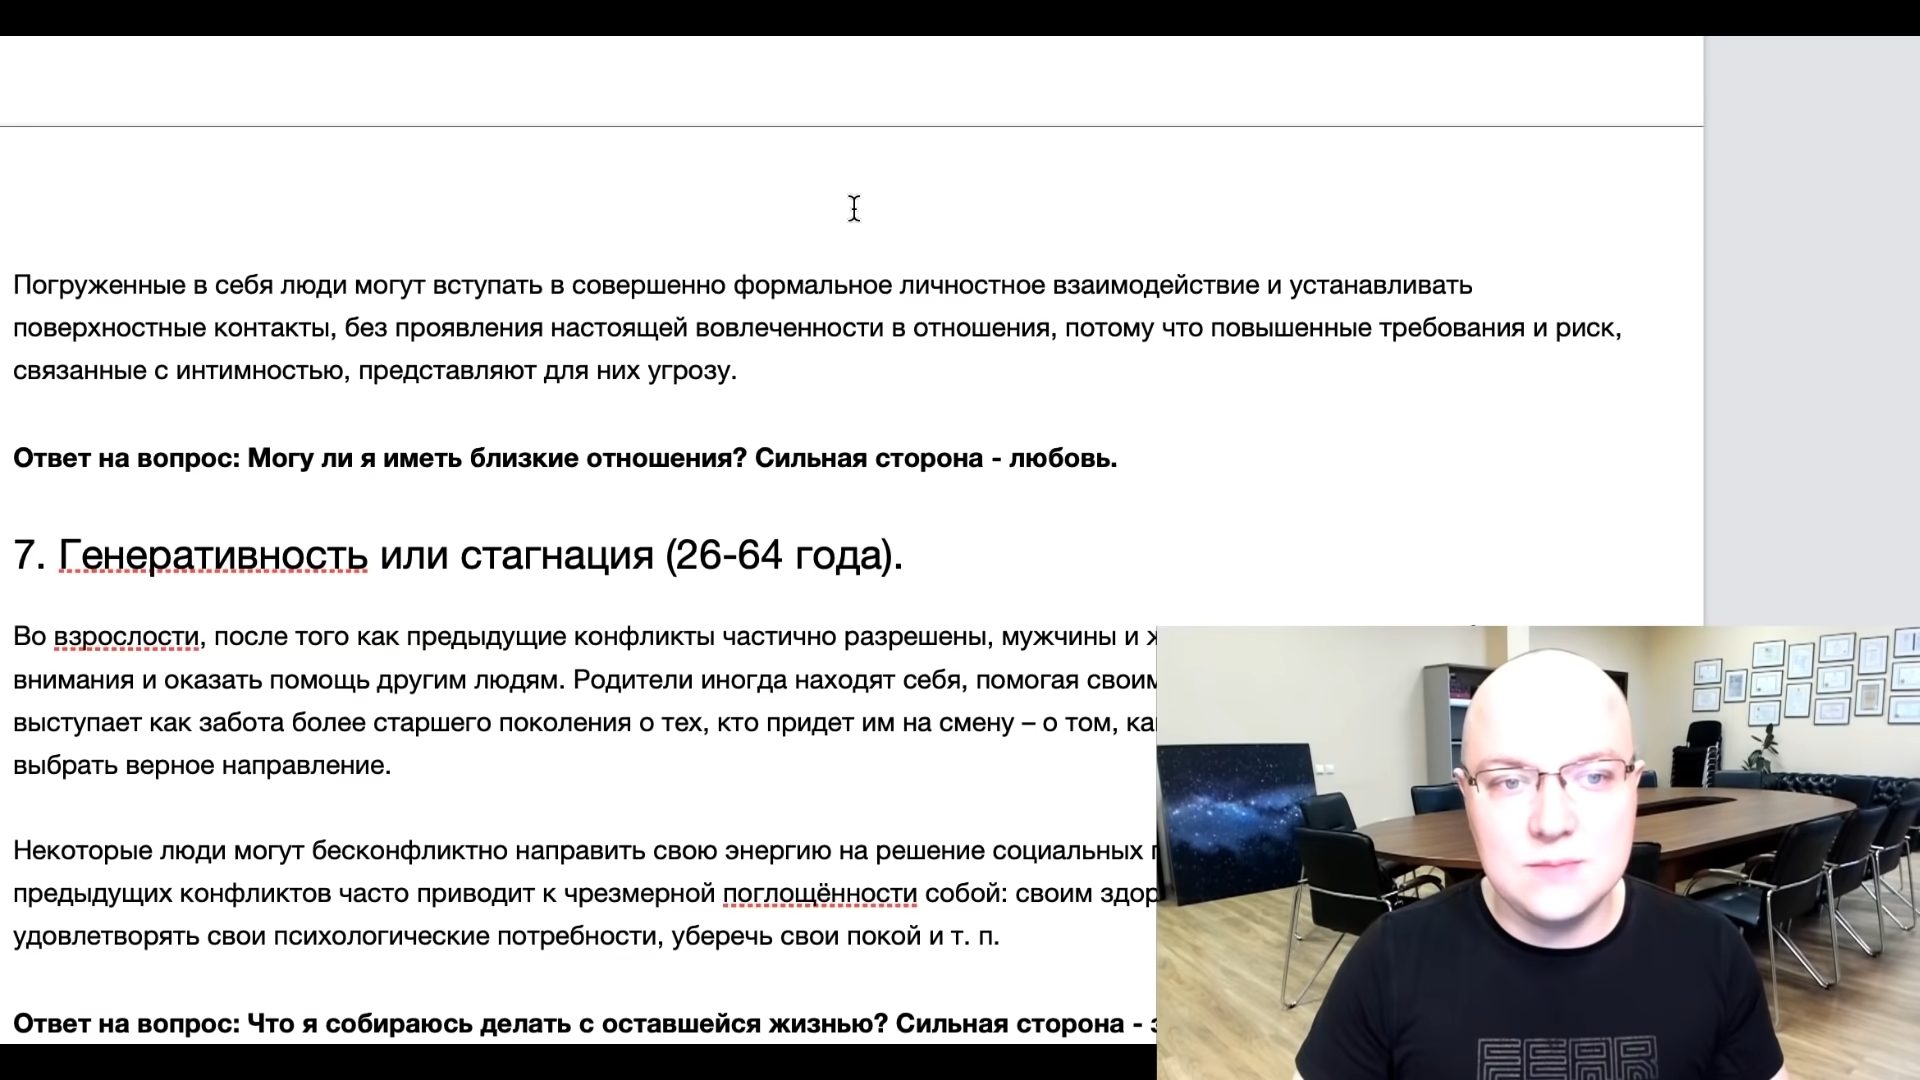 Погруженные в себя люди могут вступать в совершенно формальное личностное взаимодействие и устанавливать
поверхностные контакты, без проявления настоящей вовлеченности в отношения, потому что повышенные требования и риск,
связанные с интимностью, представляют для них угрозу.
Ответ на вопрос: Могу ли я иметь близкие отношения? Сильная сторона - любовь.
7. Генеративность или стагнация (26-64 года).
Во взрослости, после того как предыдущие конфликты частично разрешены, мужчины и
внимания и оказать помощь другим людям. Родители иногда находят себя, помогая своим
выступает как забота более старшего поколения о тех, кто придет им на смену – о том,
выбрать верное направление.
Некоторые люди могут бесконфликтно направить свою энергию на решение социальных
предыдущих конфликтов часто приводит к чрезмерной поглощённости собой: своим
удовлетворять свои психологические потребности, уберечь свои покой и т. п.
Ответ на вопрос: Что я собираюсь делать с оставшейся жизнью? Сильная сторона -
FEAR